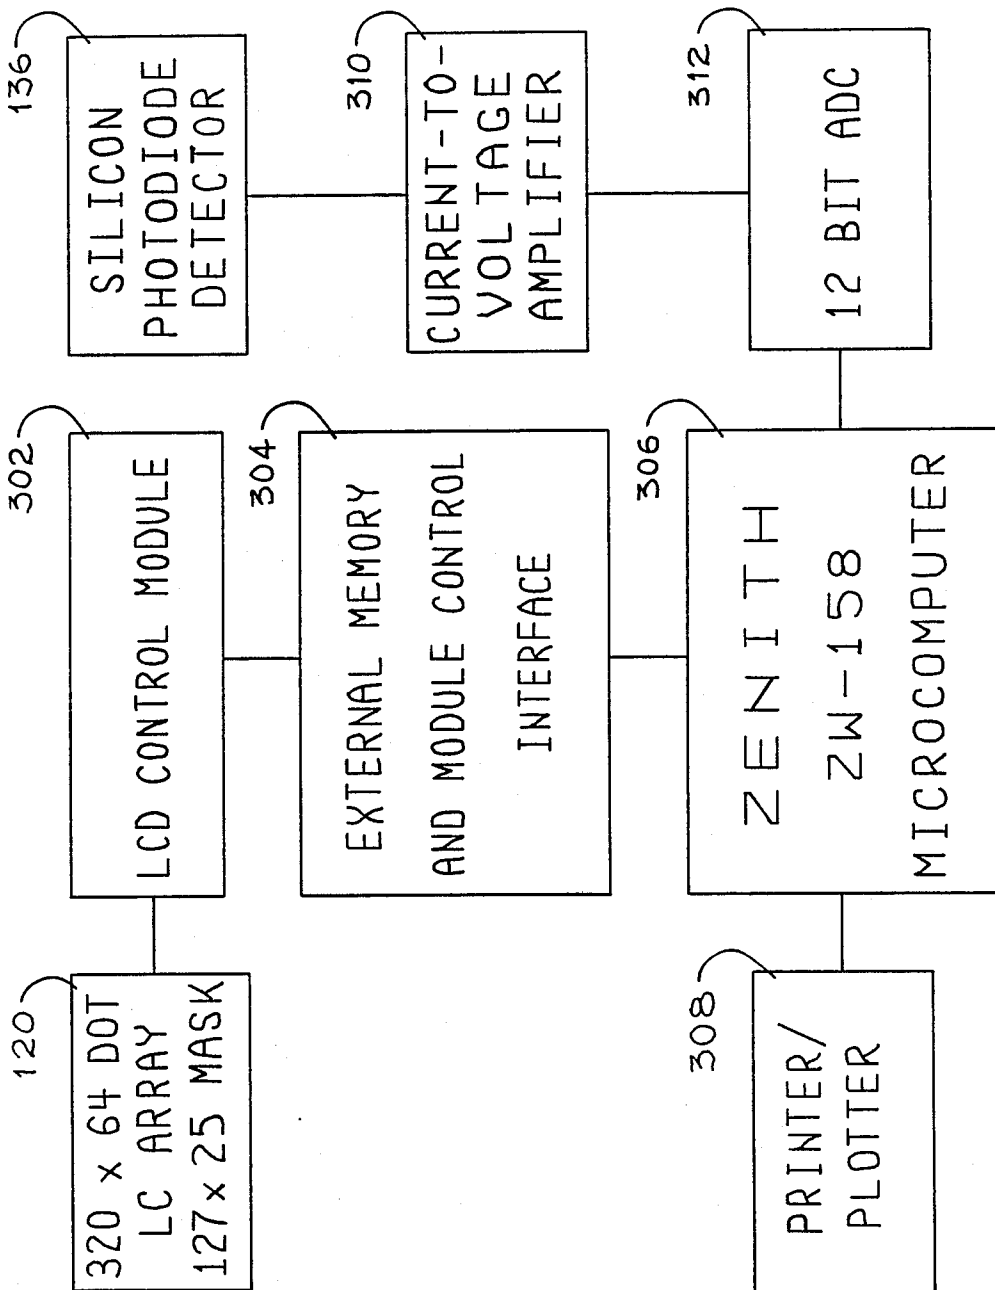 120
320 x 64 DOT
LC ARRAY
127x 25 MASK
302
LCD CONTROL MODULE
136
SILICON
PHOTODIODE
DETECTOR
304
EXTERNAL MEMORY
AND MODULE CONTROL
INTERFACE
310
CURRENT-TO-
VOLTAGE
AMPLIFIER
308
PRINTER/
PLOTTER
306
ZENITH
ZW-158
MICROCOMPUTER
312
12 BIT ADC